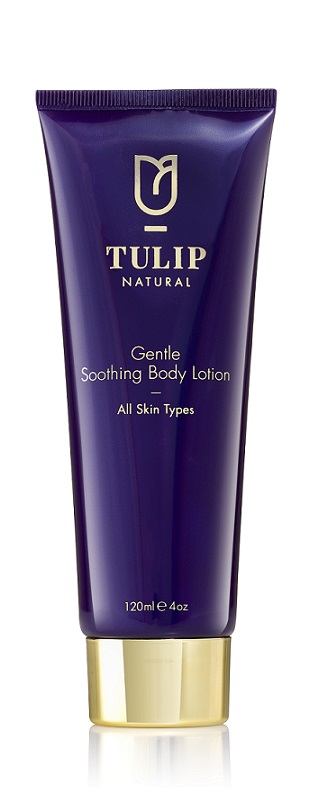 TULIP
NATURAL
Gentle
Soothing Body Lotion
All Skin Types
120ml ℮ 4oz